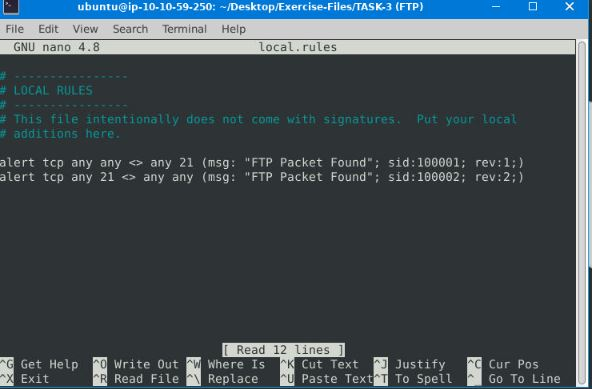 ubuntu@ip-10-10-59-250: ~/Desktop/Exercise-Files/TASK-3 (FTP)
File Edit View Search Terminal Help
GNU nano 4.8 local.rules
# ----------------
# LOCAL RULES
# ----------------
# This file intentionally does not come with signatures.  Put your local
# additions here.
alert tcp any any <> any 21 (msg: "FTP Packet Found"; sid:100001; rev:1;)
alert tcp any 21 <> any any (msg: "FTP Packet Found"; sid:100002; rev:2;)
[ Read 12 lines ]
^G Get Help ^O Write Out ^W Where Is ^K Cut Text ^J Justify ^C Cur Pos
^X Exit ^R Read File ^\ Replace ^U Paste Text ^T To Spell ^_ Go To Line